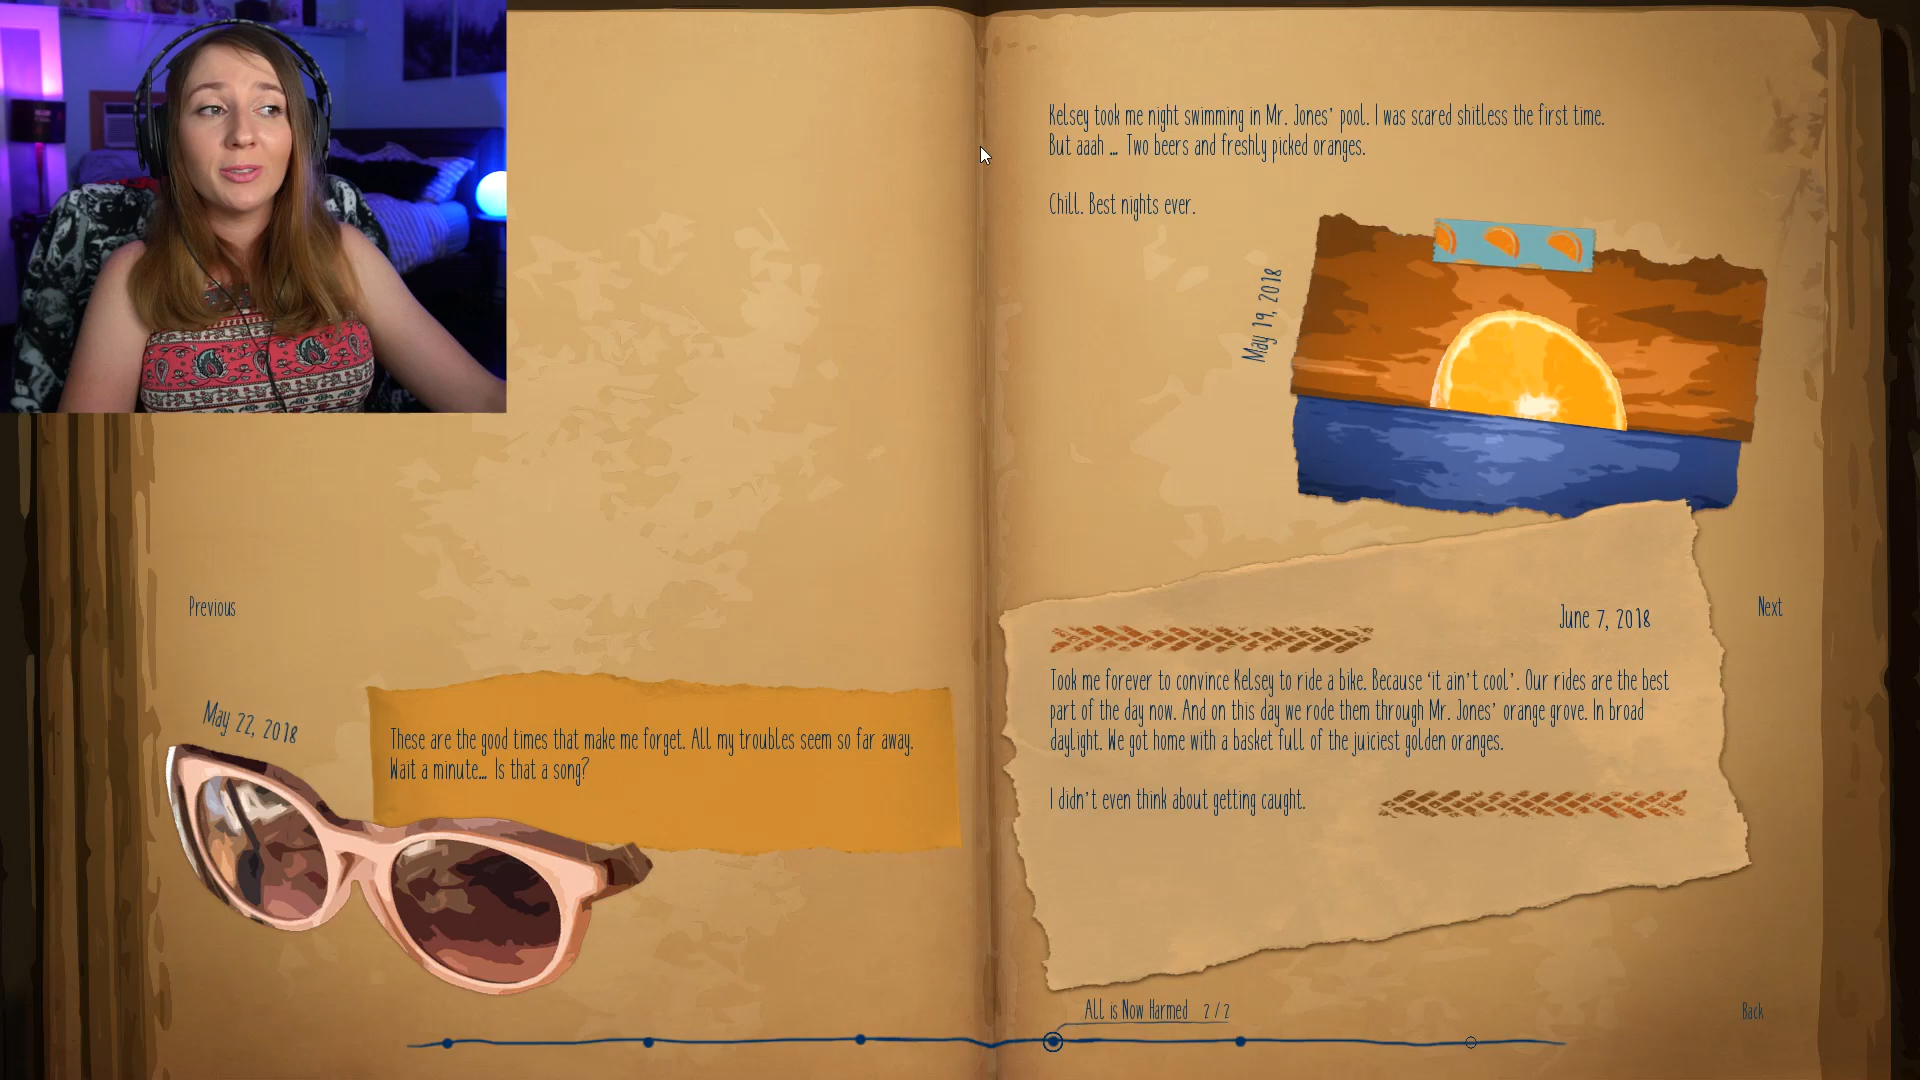 Kelsey took me night swimming in Mr. Jones' pool. I was scared shitless the first time.
But aaah ... Two beers and freshly picked oranges.
Chill. Best nights ever.
May 19, 2018
Previous
May 22, 2018
These are the good times that make me forget. All my troubles seem so far away.
Wait a minute... Is that a song?
June 7, 2018
Next
Took me forever to convince Kelsey to ride a bike. Because 'it ain't cool'. Our rides are the best
part of the day now. And on this day we rode them through Mr. Jones' orange grove. In broad
daylight. We got home with a basket full of the juiciest golden oranges.
I didn't even think about getting caught.
All is Now Harmed 2 / 2
Back